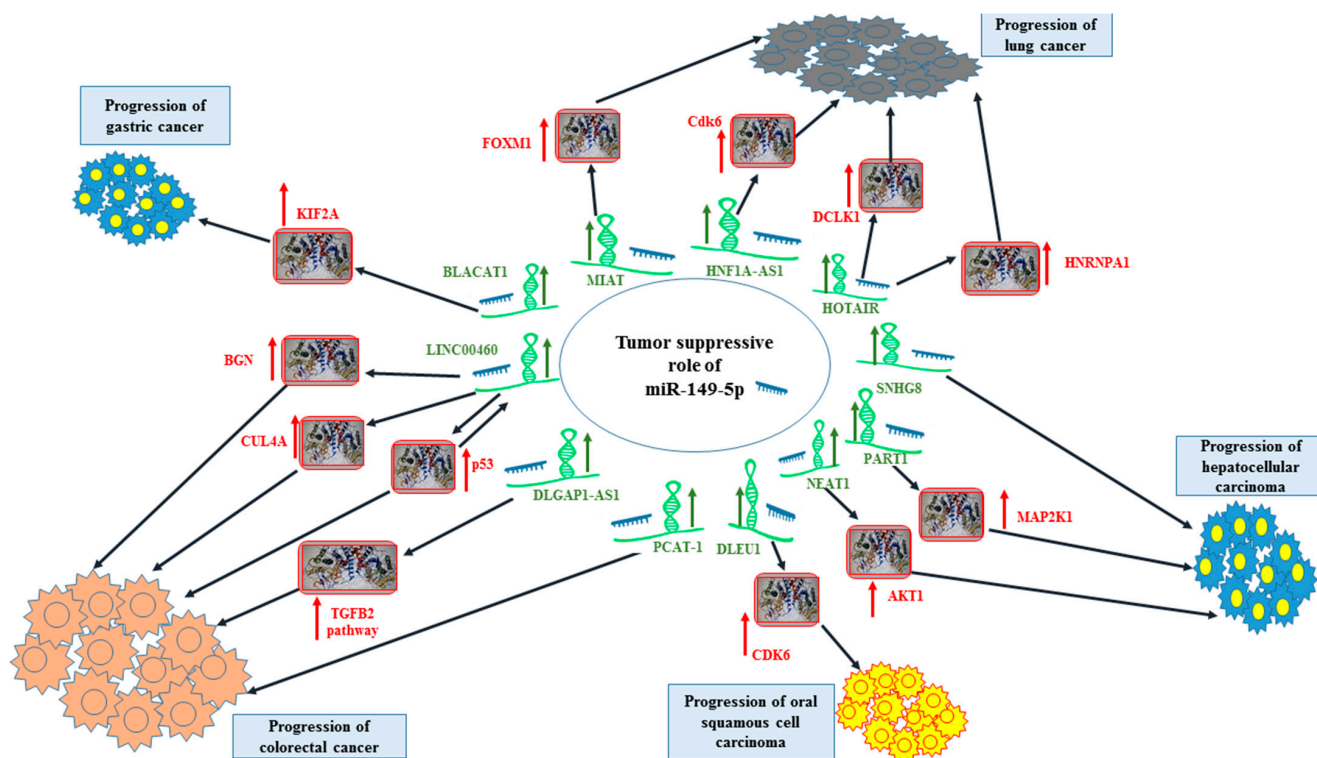 Progression of
lung cancer
Progression of
gastric cancer
FOXM1
Cdk6
DCLK1
HNRNPA1
KIF2A
BLACAT1
MIAT
HNF1A-AS1
HOTAIR
BGN
LINC00460
Tumor suppressive
role of
miR-149-5p
SNHG8
CUL4A
p53
DLGAP1-AS1
PART1
NEAT1
Progression of
hepatocellular
carcinoma
MAP2K1
PCAT-1
DLEU1
AKT1
TGFB2
pathway
CDK6
Progression of
colorectal cancer
Progression of oral
squamous cell
carcinoma